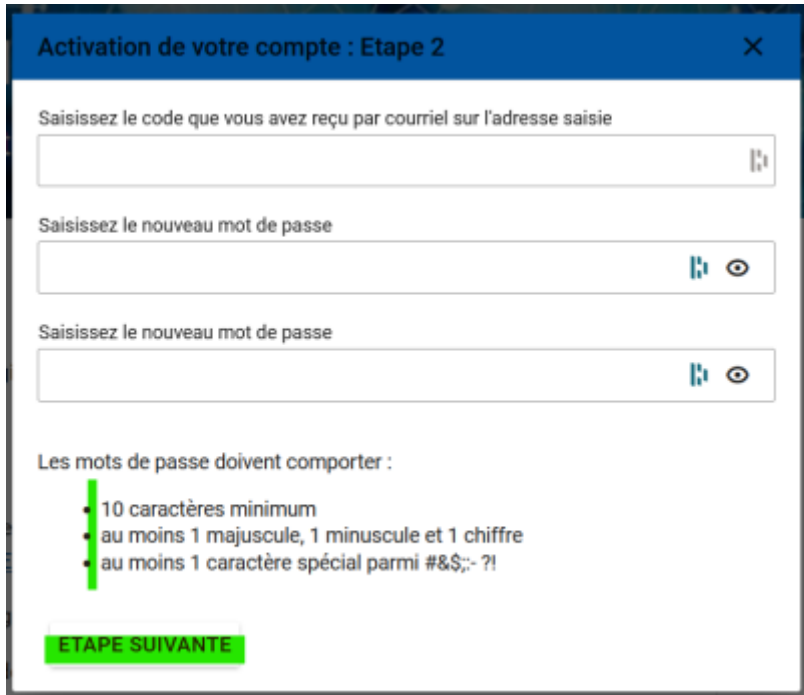 Activation de votre compte : Etape 2
Saisissez le code que vous avez reçu par courriel sur l'adresse saisie
Saisissez le nouveau mot de passe
Saisissez le nouveau mot de passe
Les mots de passe doivent comporter :
• 10 caractères minimum
• au moins 1 majuscule, 1 minuscule et 1 chiffre
• au moins 1 caractère spécial parmi #&$;:- ?!
ETAPE SUIVANTE